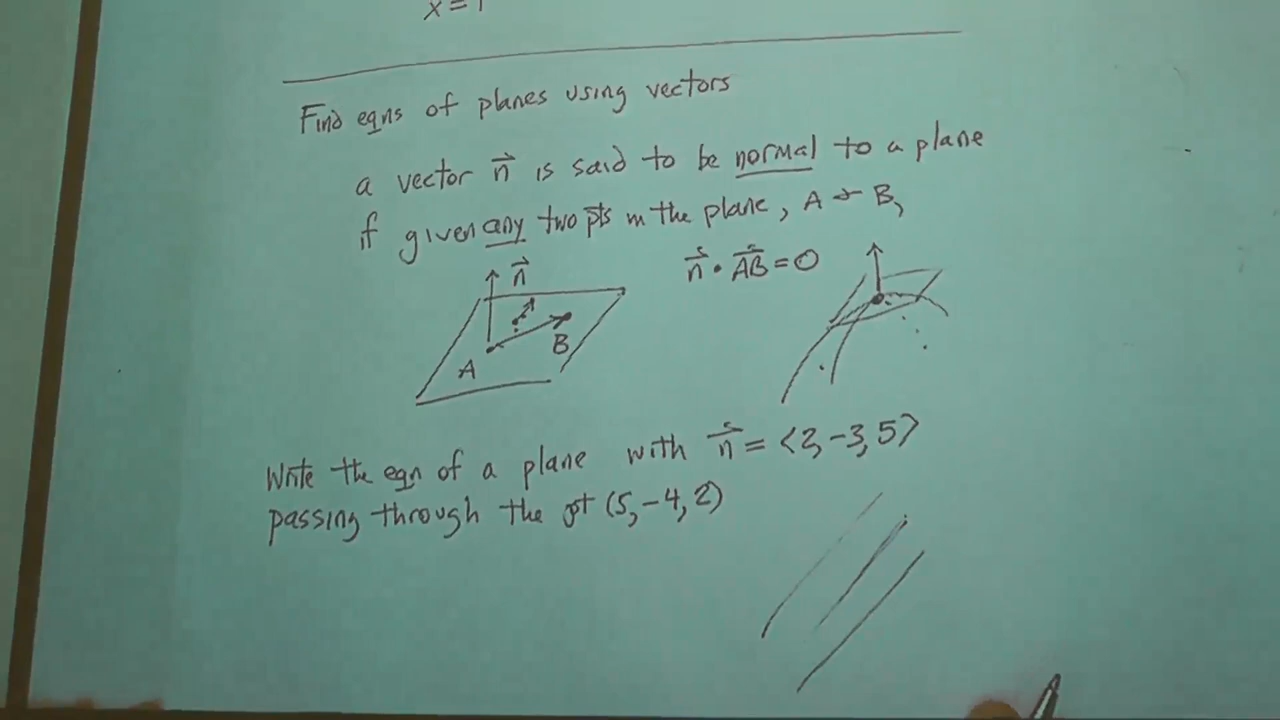 x = 1
Find eqns of planes using vectors
a vector n⃗ is said to be normal to a plane
if given any two pts in the plane, A + B,
n⃗ • A⃗B⃗ = 0
n⃗
A
B
Write the eqn of a plane with n⃗ = ⟨2, -3, 5⟩
passing through the pt (5, -4, 2)